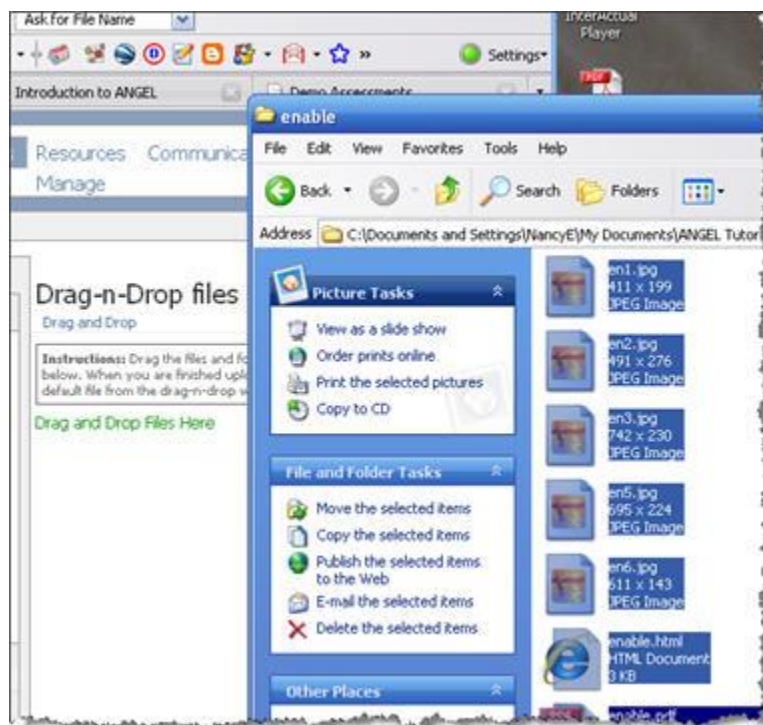 Ask for File Name
InterActual
Player
Settings
Introduction to ANGEL
Demo Assessments
enable
File Edit View Favorites Tools Help
Resources Communica
Manage
Back
Search
Folders
Address C:\Documents and Settings\NancyE\My Documents\ANGEL Tutor
Drag-n-Drop files
Drag and Drop
Instructions: Drag the files and fo
below. When you are finished uplo
default file from the drag-n-drop w
Drag and Drop Files Here
Picture Tasks
View as a slide show
Order prints online
Print the selected pictures
Copy to CD
File and Folder Tasks
Move the selected items
Copy the selected items
Publish the selected items
to the Web
E-mail the selected items
Delete the selected items
Other Places
en1.jpg
411 x 199
JPEG Image
en2.jpg
491 x 276
JPEG Image
en3.jpg
742 x 230
JPEG Image
en5.jpg
695 x 224
JPEG Image
en6.jpg
611 x 143
JPEG Image
enable.html
HTML Document
3 KB
enable.pdf